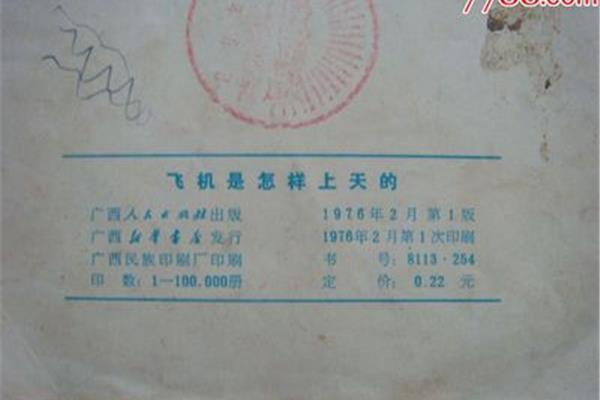 飞机是怎样上天的
广西人民出版社出版 1976年2月第1版
广西新华书店发行 1976年2月第1次印刷
广西民族印刷厂印刷 书 号：8113·254
印 数：1—100.000册 定 价：0.22 元